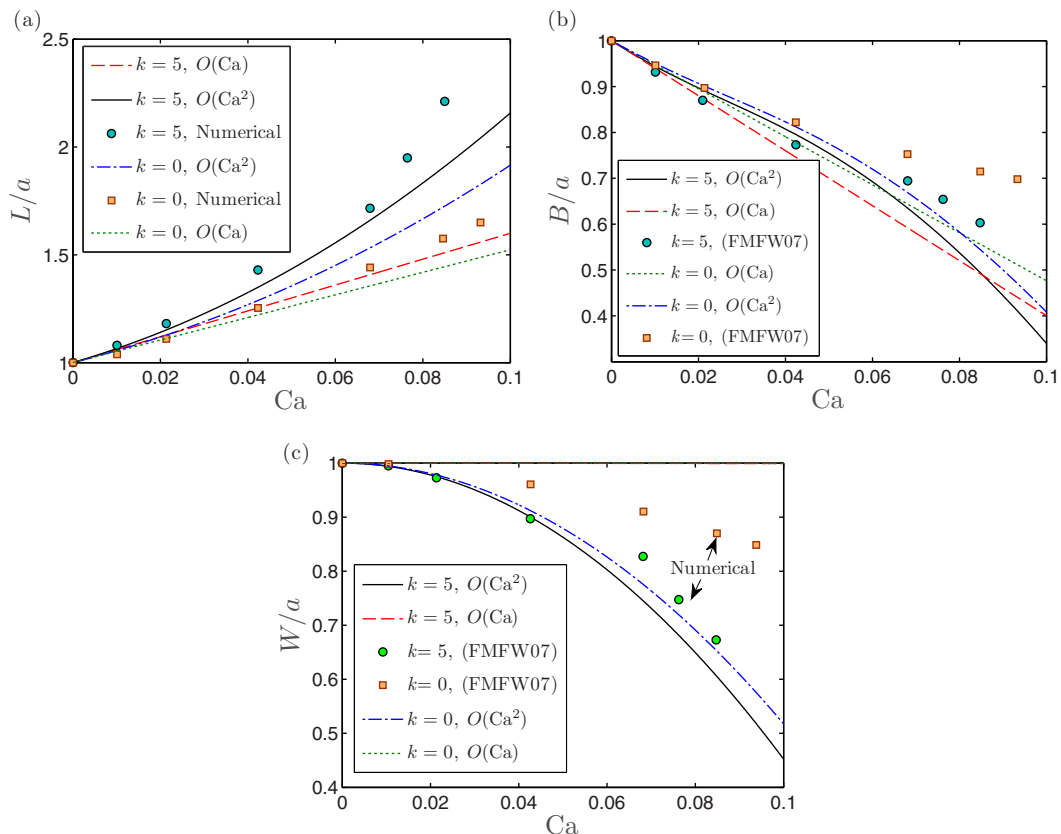 (a)
2.5
2
1.5
1
L/a
k = 5, O(Ca)
k = 5, O(Ca²)
k = 5, Numerical
k = 0, O(Ca²)
k = 0, Numerical
k = 0, O(Ca)
0 0.02 0.04 0.06 0.08 0.1
Ca
(b)
1
0.9
0.8
0.7
0.6
0.5
0.4
B/a
k = 5, O(Ca²)
k = 5, O(Ca)
k = 5, (FMFW07)
k = 0, O(Ca)
k = 0, O(Ca²)
k = 0, (FMFW07)
0 0.02 0.04 0.06 0.08 0.1
Ca
(c)
1
0.9
0.8
0.7
0.6
0.5
0.4
W/a
Numerical
k = 5, O(Ca²)
k = 5, O(Ca)
k = 5, (FMFW07)
k = 0, (FMFW07)
k = 0, O(Ca²)
k = 0, O(Ca)
0 0.02 0.04 0.06 0.08 0.1
Ca